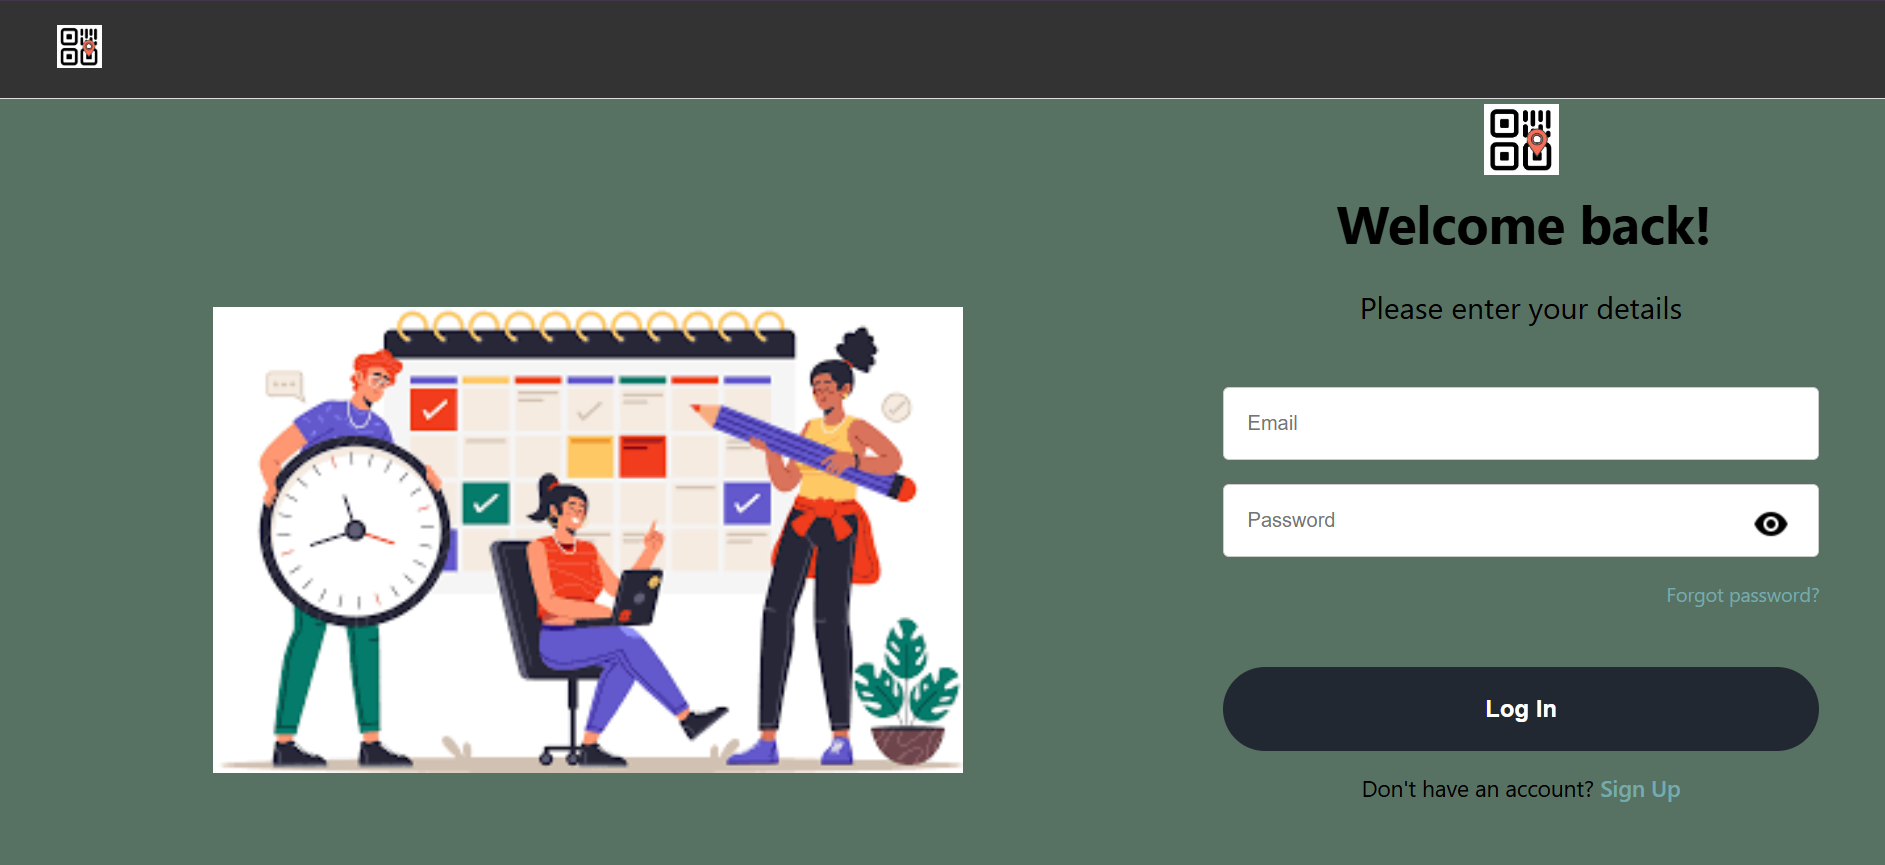 Welcome back!
Please enter your details
Email
Password
Forgot password?
Log In
Don't have an account? Sign Up